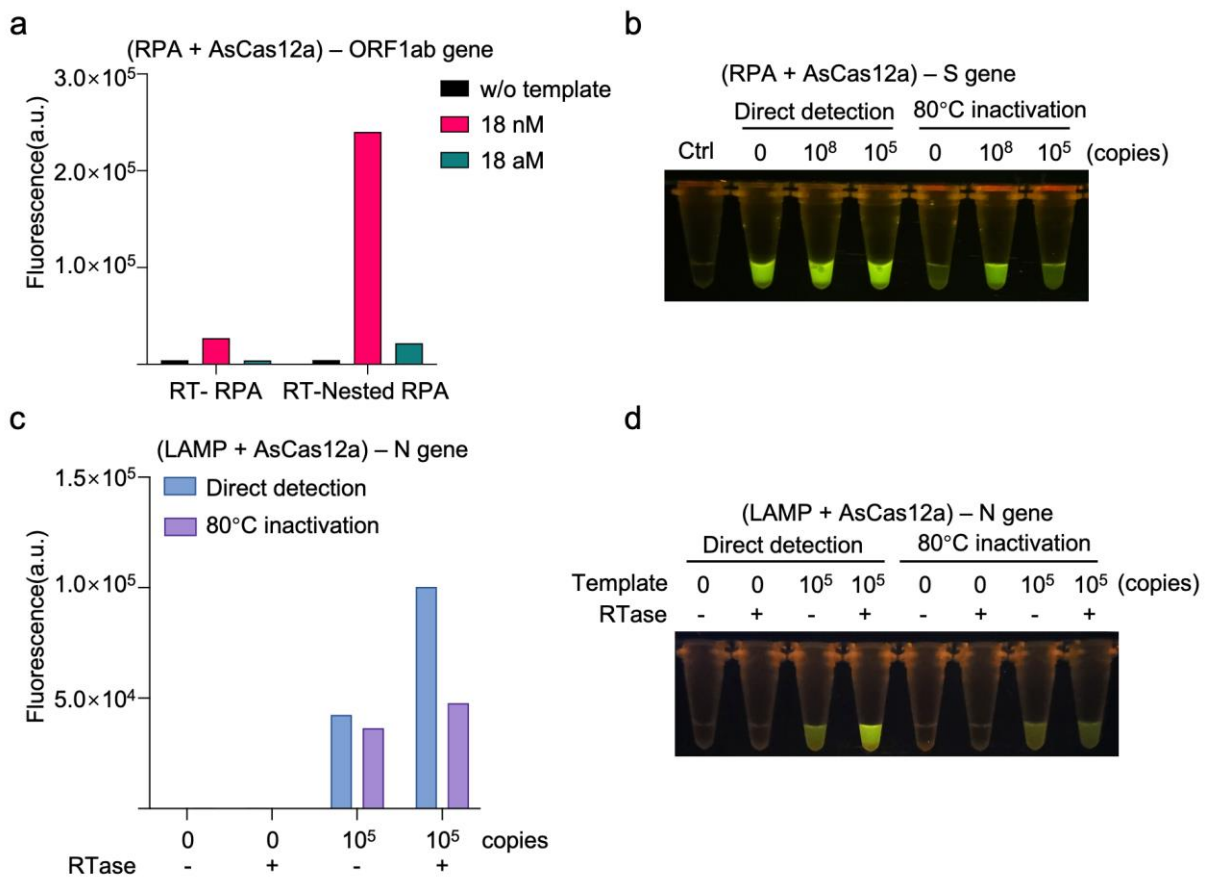 a
(RPA + AsCas12a) – ORF1ab gene
Fluorescence(a.u.)
3.0×10⁵
2.0×10⁵
1.0×10⁵
w/o template
18 nM
18 aM
RT- RPA RT-Nested RPA
b
(RPA + AsCas12a) – S gene
Direct detection 80°C inactivation
Ctrl 0 10⁸ 10⁵ 0 10⁸ 10⁵ (copies)
c
(LAMP + AsCas12a) – N gene
Fluorescence(a.u.)
1.5×10⁵
1.0×10⁵
5.0×10⁴
Direct detection
80°C inactivation
0 0 10⁵ 10⁵ copies
RTase - + - +
d
(LAMP + AsCas12a) – N gene
Direct detection 80°C inactivation
Template 0 0 10⁵ 10⁵ 0 0 10⁵ 10⁵ (copies)
RTase - + - + - + - +